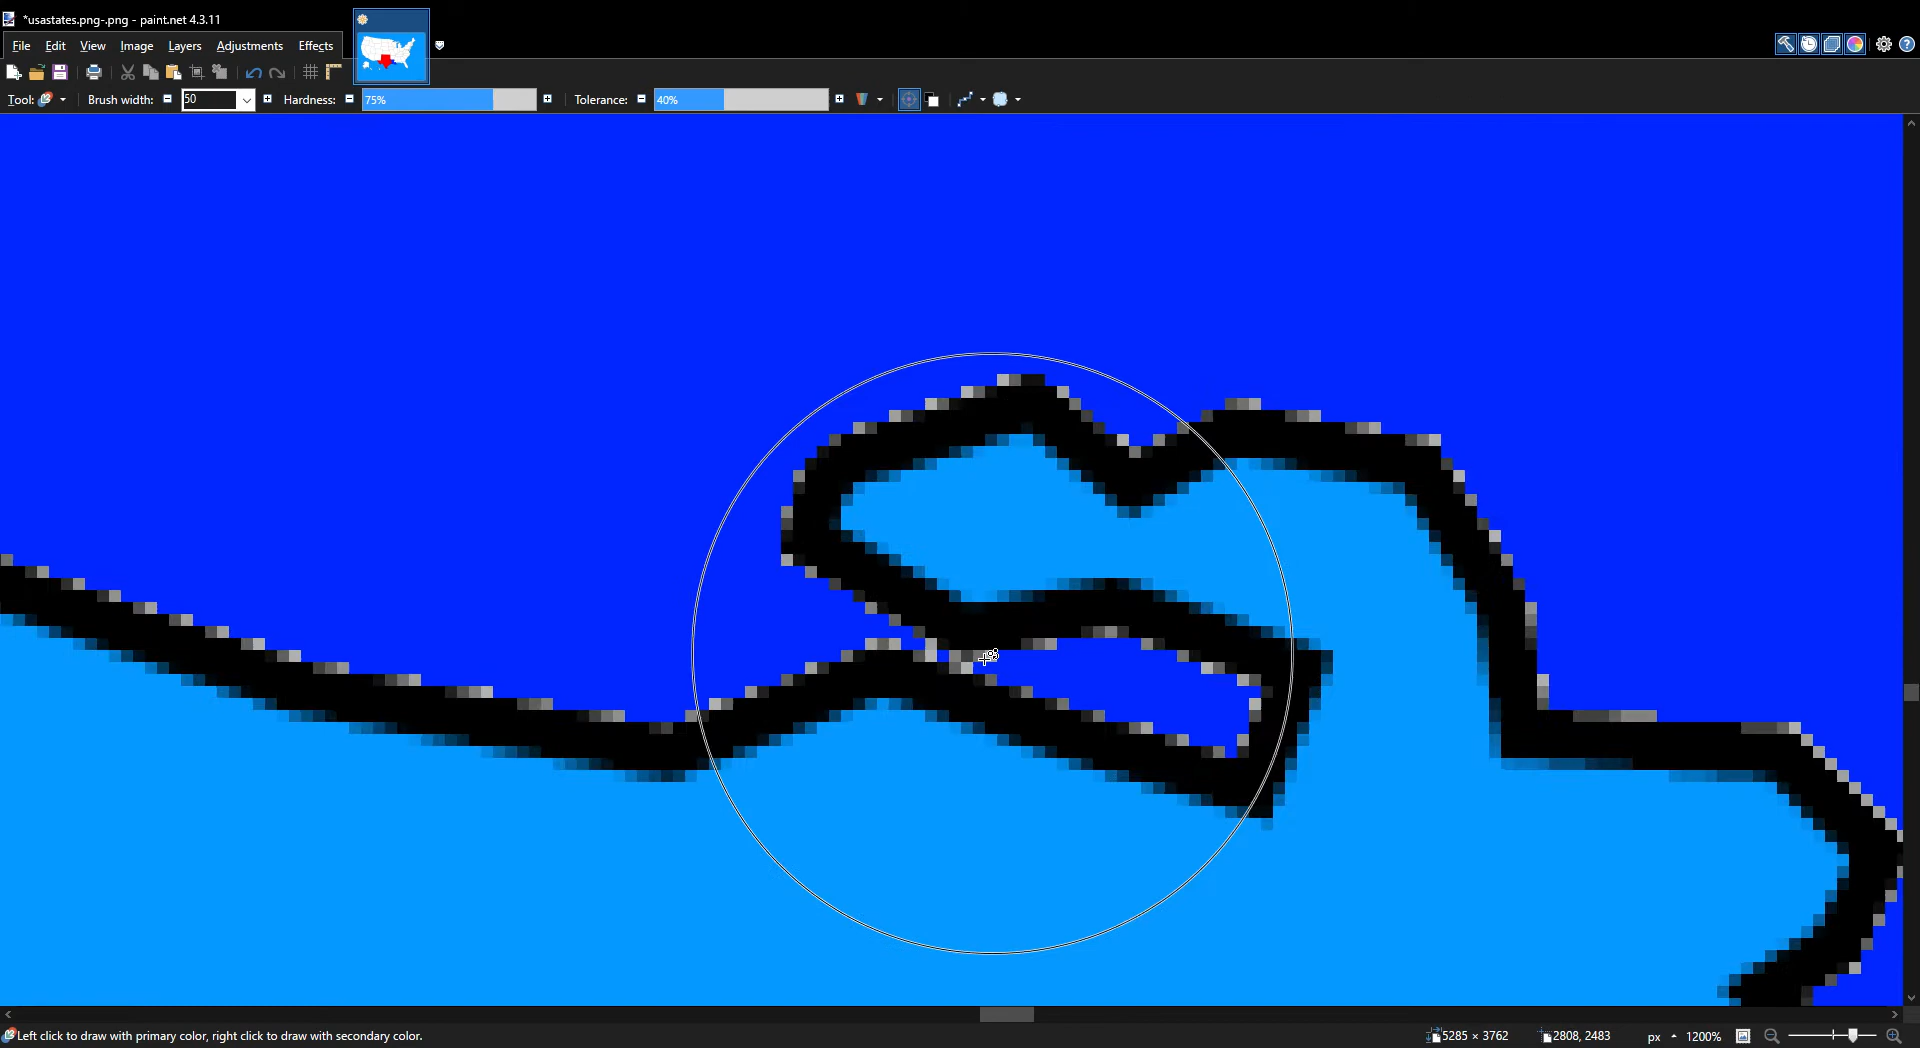 *usastates.png-.png - paint.net 4.3.11
File Edit View Image Layers Adjustments Effects
Tool: Brush width: 50 Hardness: 75% Tolerance: 40%
Left click to draw with primary color, right click to draw with secondary color. 5285 × 3762 2808, 2483 px 1200%